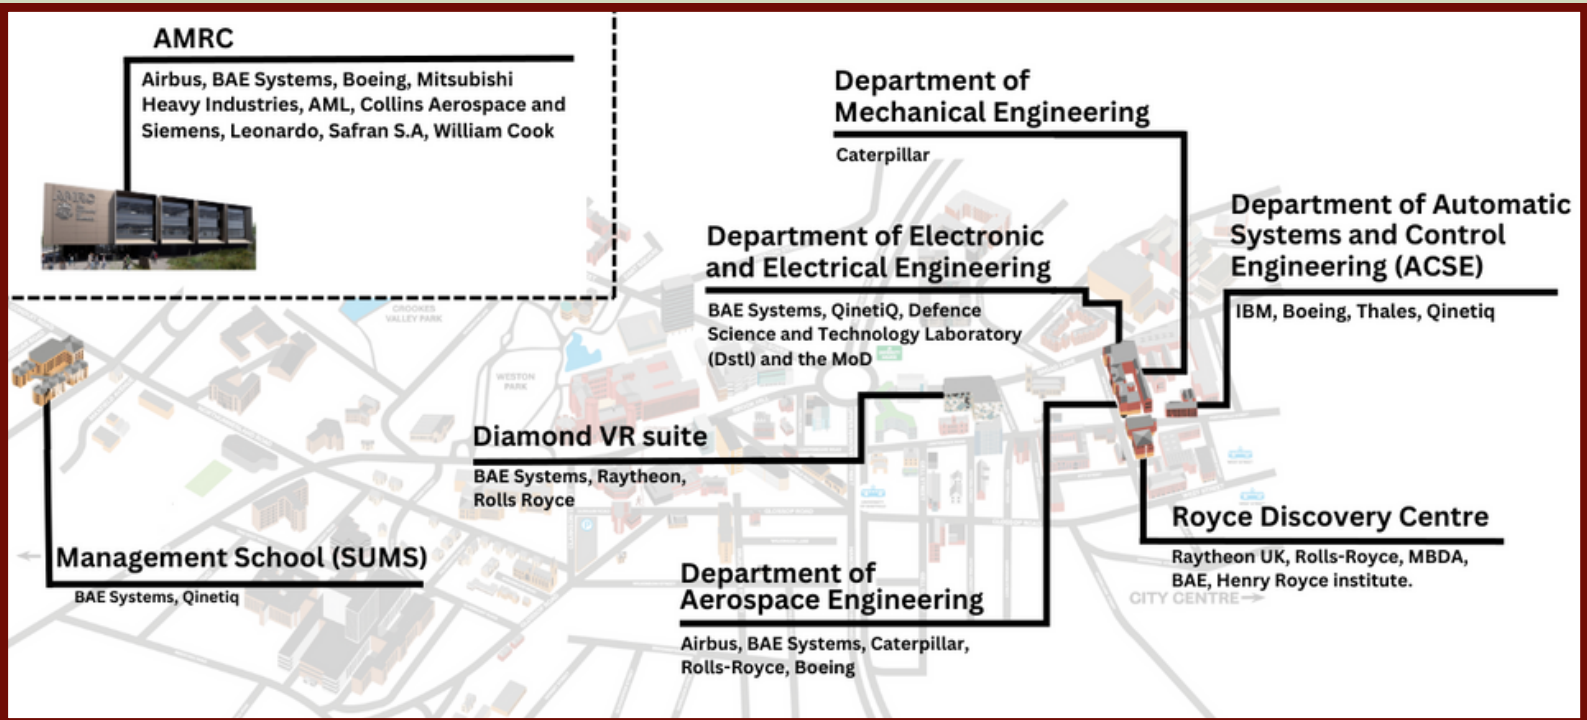 AMRC
Airbus, BAE Systems, Boeing, Mitsubishi
Heavy Industries, AML, Collins Aerospace and
Siemens, Leonardo, Safran S.A, William Cook
AMRC
Department of
Mechanical Engineering
Caterpillar
Department of Automatic
Systems and Control
Engineering (ACSE)
IBM, Boeing, Thales, Qinetiq
Department of Electronic
and Electrical Engineering
BAE Systems, QinetiQ, Defence
Science and Technology Laboratory
(Dstl) and the MoD
CROOKES
VALLEY PARK
WESTON
PARK
Diamond VR suite
BAE Systems, Raytheon,
Rolls Royce
Royce Discovery Centre
Raytheon UK, Rolls-Royce, MBDA,
BAE, Henry Royce institute.
CITY CENTRE
Management School (SUMS)
BAE Systems, Qinetiq
Department of
Aerospace Engineering
Airbus, BAE Systems, Caterpillar,
Rolls-Royce, Boeing